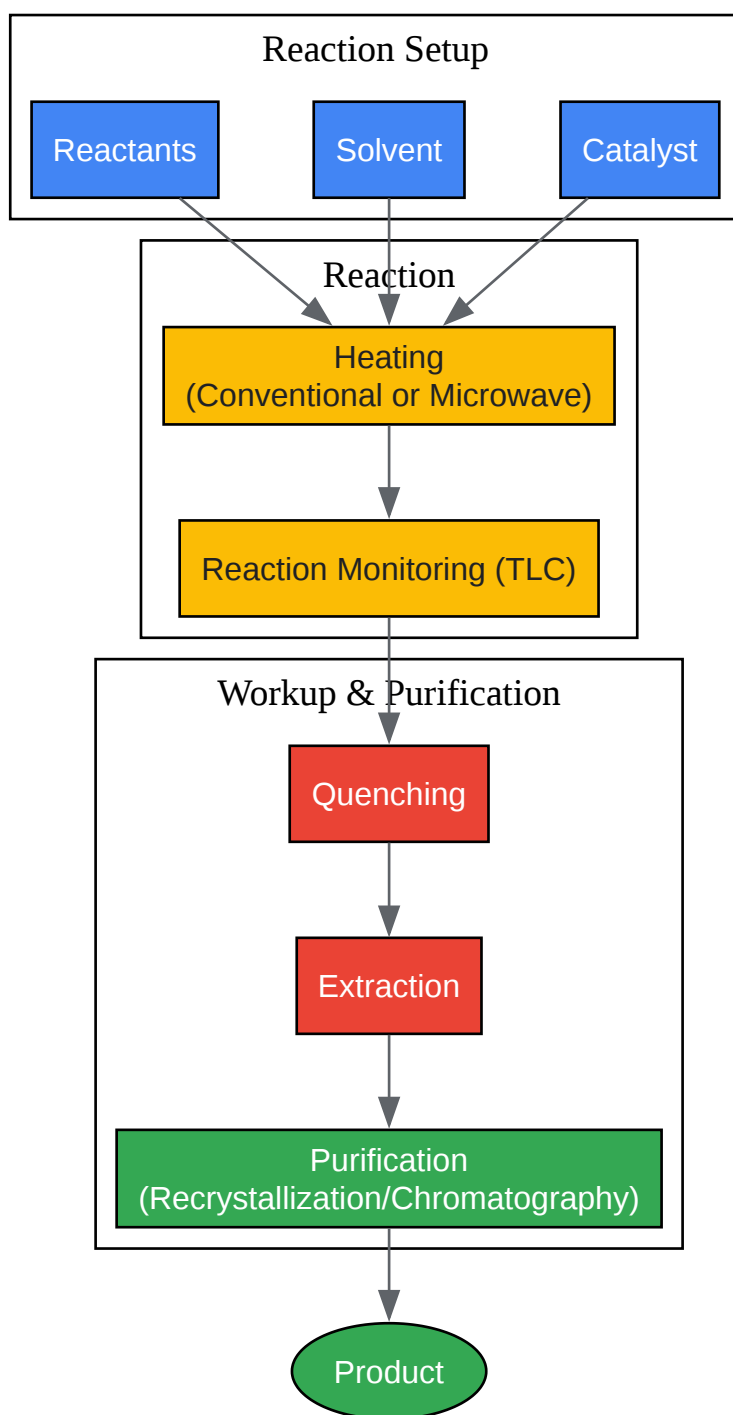 Reaction Setup
Reactants
Solvent
Catalyst
Reaction
Heating
(Conventional or Microwave)
Reaction Monitoring (TLC)
Workup & Purification
Quenching
Extraction
Purification
(Recrystallization/Chromatography)
Product